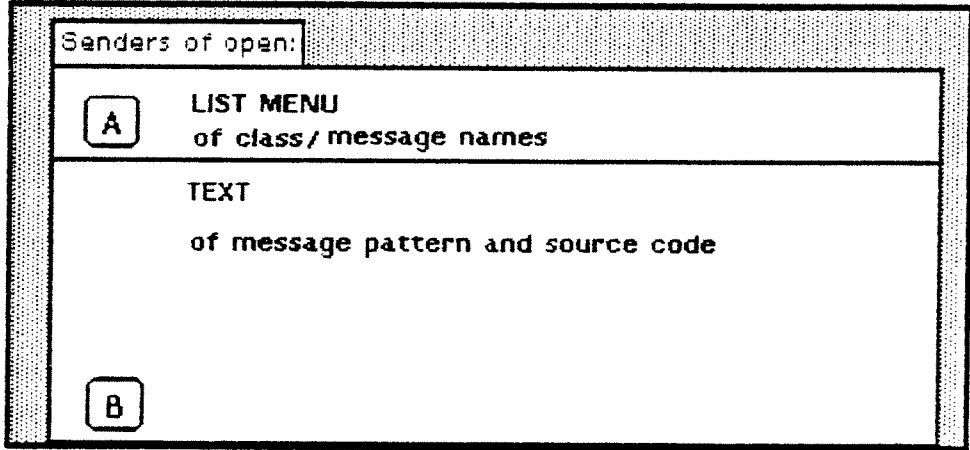 Senders of open:
A
LIST MENU
of class/message names
TEXT
of message pattern and source code
B